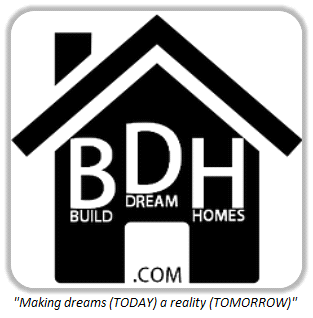 BDH
BUILD DREAM HOMES
.COM
"Making dreams (TODAY) a reality (TOMORROW)"